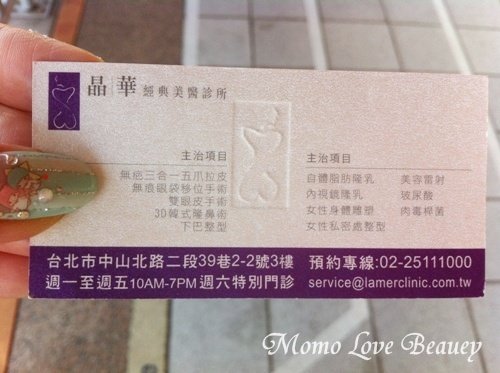 晶華 經典美醫診所
主治項目
無疤三合一五爪拉皮
無痕眼袋移位手術
雙眼皮手術
3D韓式隆鼻術
下巴整型
主治項目
自體脂肪隆乳 美容雷射
內視鏡隆乳 玻尿酸
女性身體雕塑 肉毒桿菌
女性私密處整型
台北市中山北路二段39巷2-2號3樓 預約專線:02-25111000
週一至週五10AM-7PM 週六特別門診 service@lamerclinic.com.tw
Momo Love Beauey